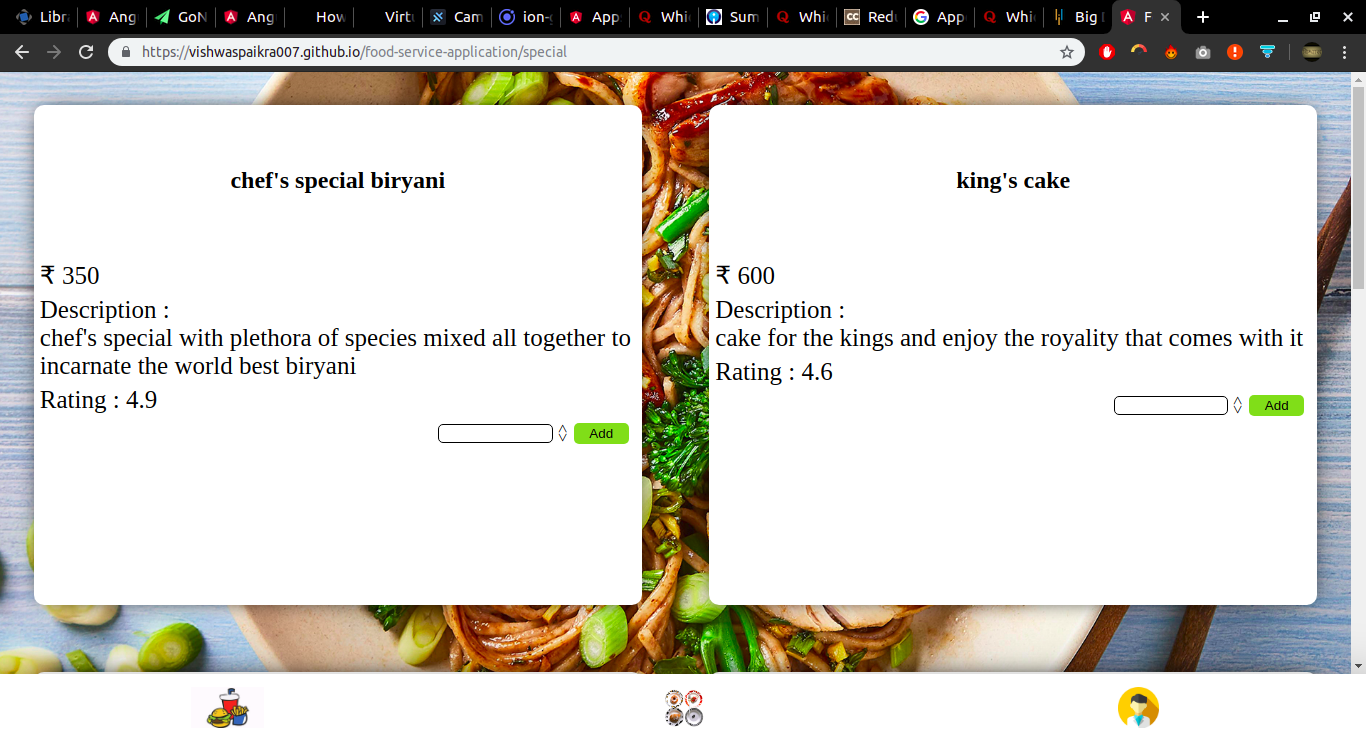 Libra
Ang
GoN
Ang
How
Virtu
Cam
ion-g
App
Whi
Sum
Whi
Redu
App
Whi
Big
F
https://vishwaspaikra007.github.io/food-service-application/special
chef's special biryani
₹ 350
Description :
chef's special with plethora of species mixed all together to
incarnate the world best biryani
Rating : 4.9
Add
king's cake
₹ 600
Description :
cake for the kings and enjoy the royality that comes with it
Rating : 4.6
Add